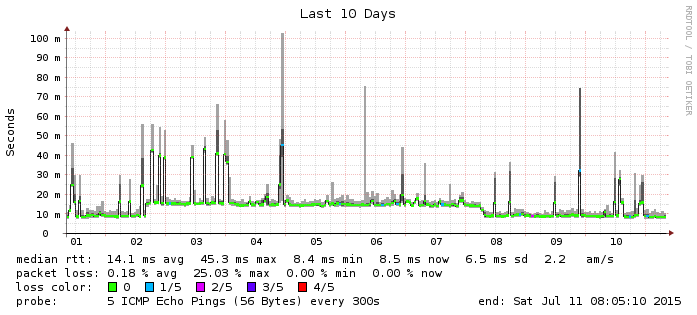 Last 10 Days
RRDTOOL / TOBI OETIKER
Seconds
100 m
90 m
80 m
70 m
60 m
50 m
40 m
30 m
20 m
10 m
0
01 02 03 04 05 06 07 08 09 10
median rtt: 14.1 ms avg 45.3 ms max 8.4 ms min 8.5 ms now 6.5 ms sd 2.2 am/s
packet loss: 0.18 % avg 25.03 % max 0.00 % min 0.00 % now
loss color: 0 1/5 2/5 3/5 4/5
probe: 5 ICMP Echo Pings (56 Bytes) every 300s end: Sat Jul 11 08:05:10 2015